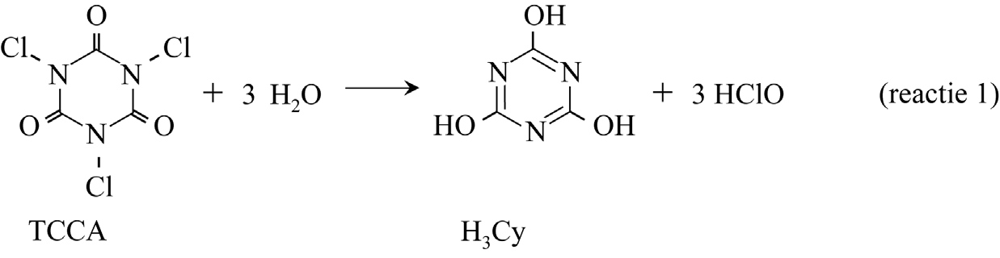 O
OH
Cl
Cl
N
N
N
N
+ 3 H₂O
+ 3 HClO
(reactie 1)
O
N
O
HO
N
OH
Cl
TCCA
H₃Cy